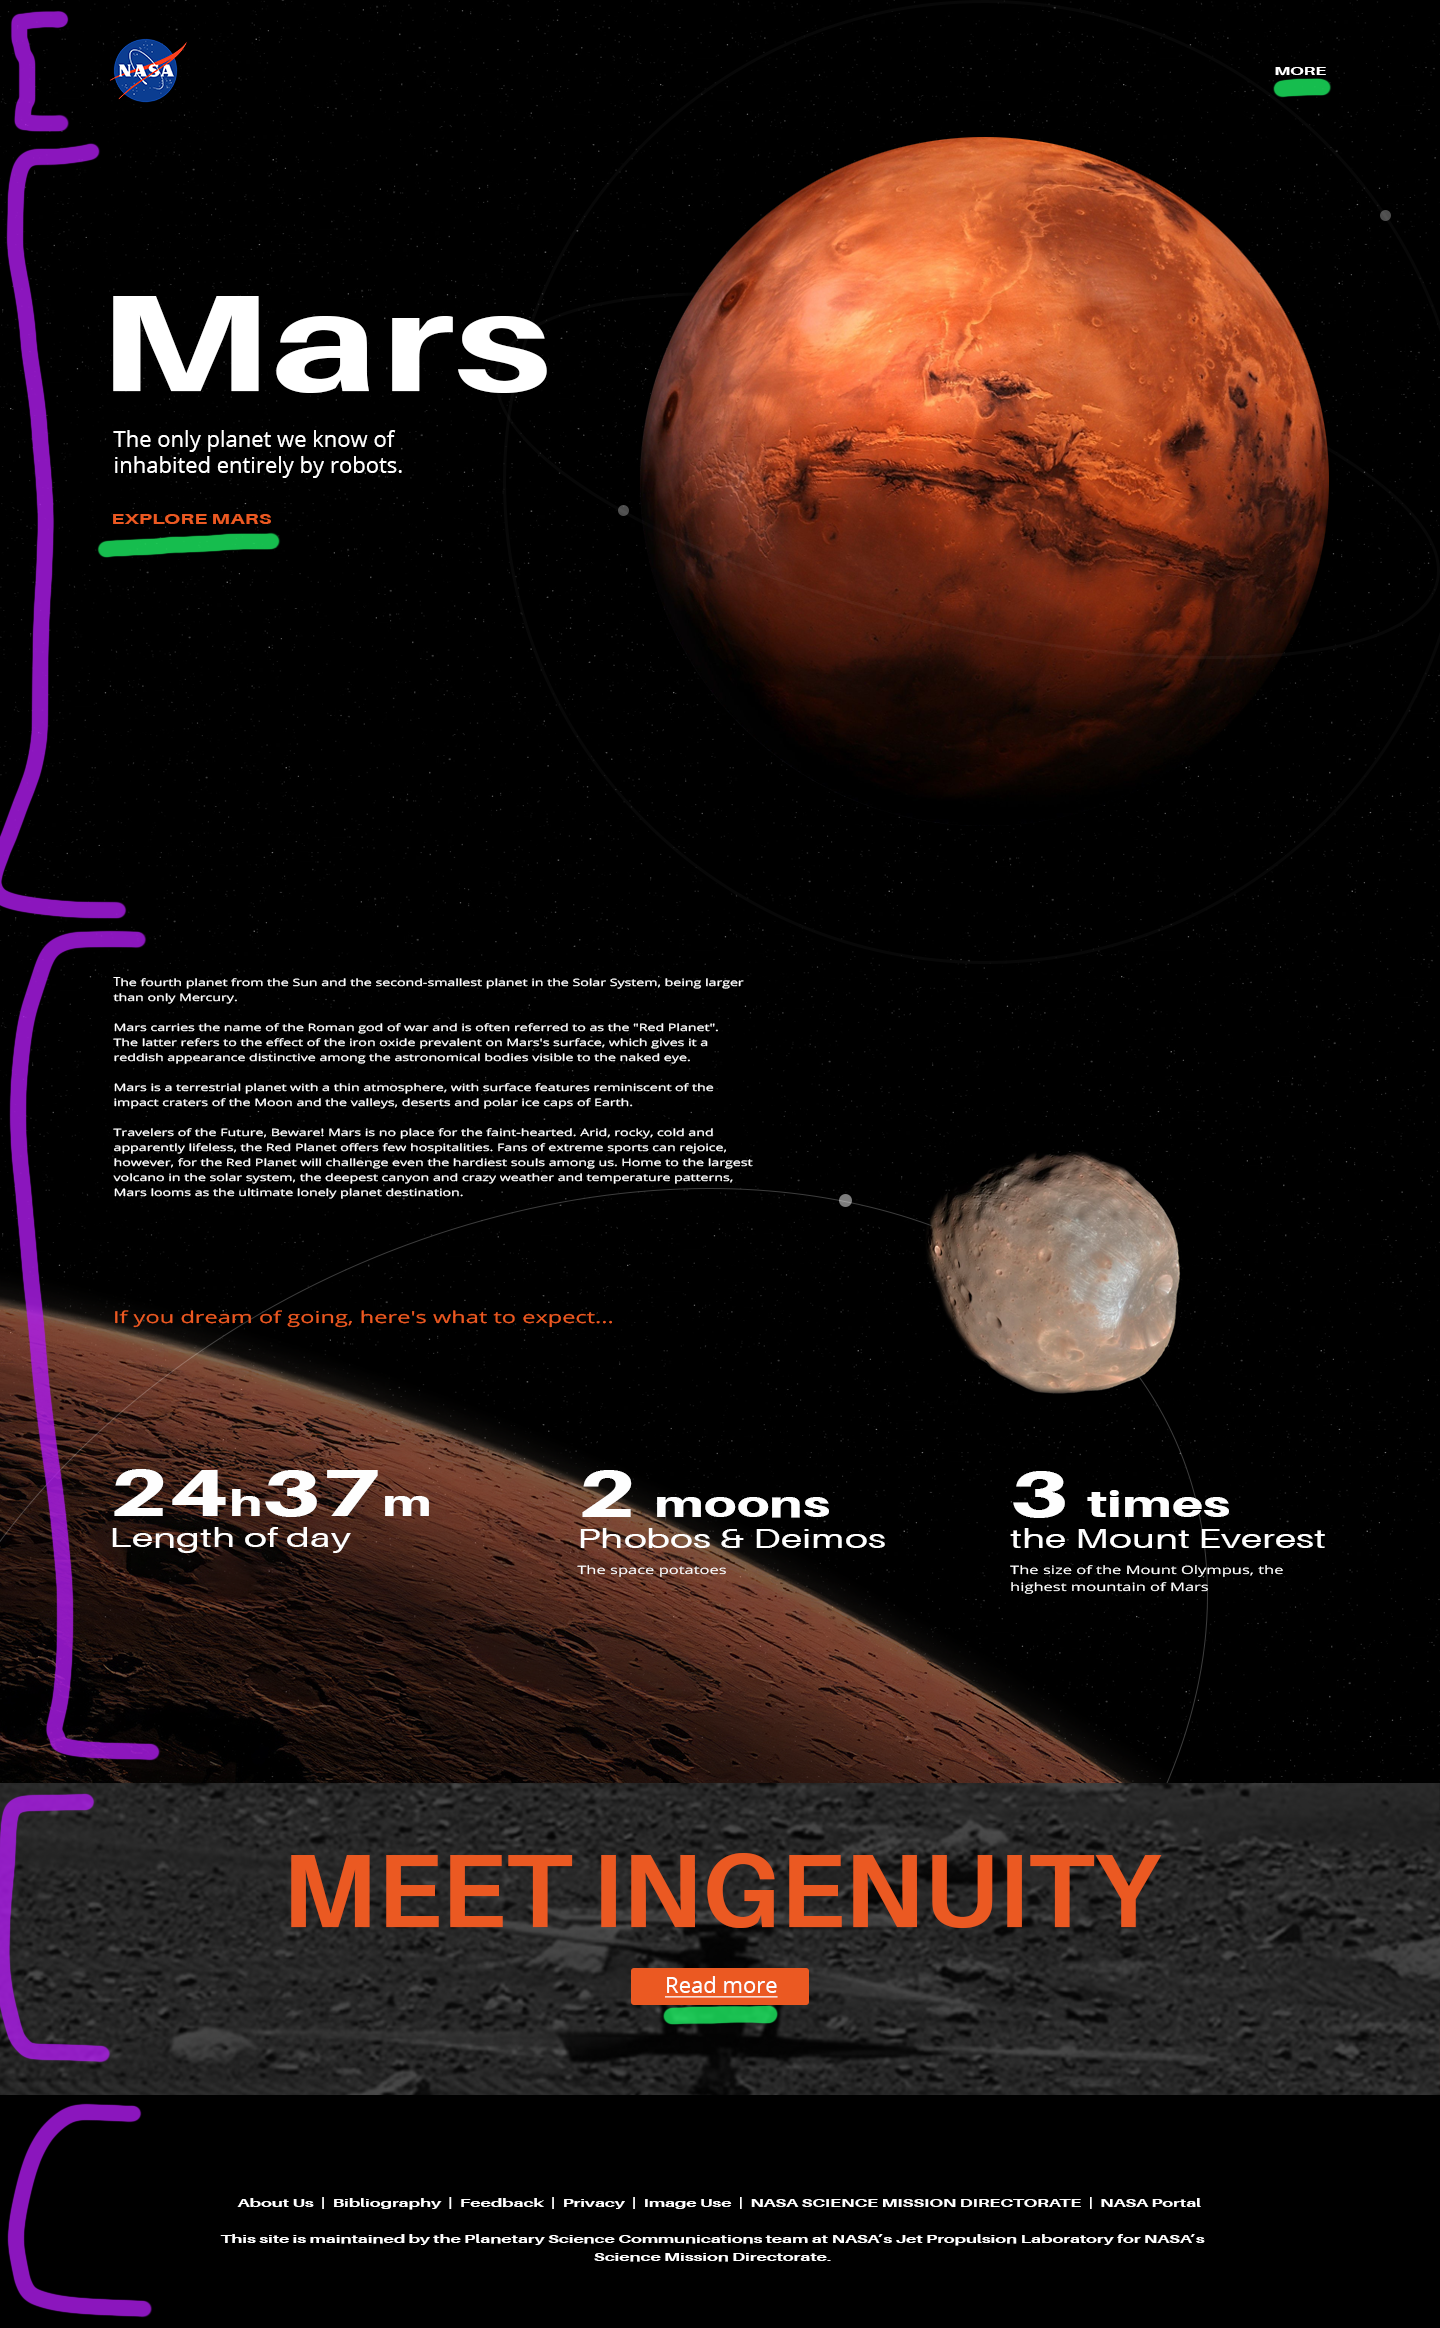 NASA
MORE
Mars
The only planet we know of
inhabited entirely by robots.
EXPLORE MARS
The fourth planet from the Sun and the second-smallest planet in the Solar System, being larger
than only Mercury.
Mars carries the name of the Roman god of war and is often referred to as the "Red Planet".
The latter refers to the effect of the iron oxide prevalent on Mars's surface, which gives it a
reddish appearance distinctive among the astronomical bodies visible to the naked eye.
Mars is a terrestrial planet with a thin atmosphere, with surface features reminiscent of the
impact craters of the Moon and the valleys, deserts and polar ice caps of Earth.
Travelers of the Future, Beware! Mars is no place for the faint-hearted. Arid, rocky, cold and
apparently lifeless, the Red Planet offers few hospitalities. Fans of extreme sports can rejoice,
however, for the Red Planet will challenge even the hardiest souls among us. Home to the largest
volcano in the solar system, the deepest canyon and crazy weather and temperature patterns,
Mars looms as the ultimate lonely planet destination.
If you dream of going, here's what to expect...
24h37m
Length of day
2 moons
Phobos & Deimos
The space potatoes
3 times
the Mount Everest
The size of the Mount Olympus, the
highest mountain of Mars
MEET INGENUITY
Read more
About Us | Bibliography | Feedback | Privacy | Image Use | NASA SCIENCE MISSION DIRECTORATE | NASA Portal
This site is maintained by the Planetary Science Communications team at NASA´s Jet Propulsion Laboratory for NASA´s
Science Mission Directorate.